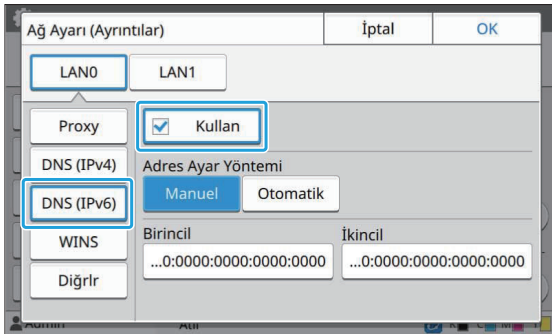 Ağ Ayarı (Ayrıntılar) İptal OK
LAN0 LAN1
Proxy Kullan
DNS (IPv4) Adres Ayar Yöntemi
DNS (IPv6) Manuel Otomatik
WINS Birincil İkincil
...0:0000:0000:0000:0000 ...0:0000:0000:0000:0000
Diğrlr